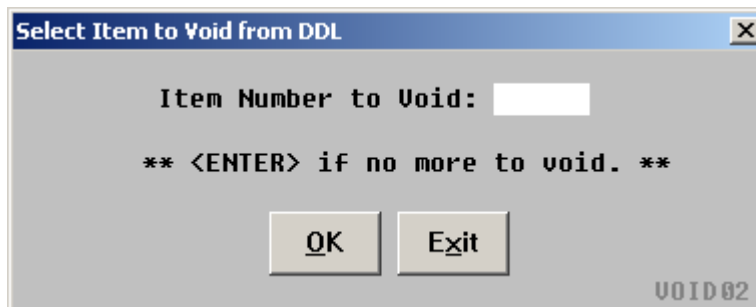 Select Item to Void from DDL
Item Number to Void:
** <ENTER> if no more to void. **
OK Exit
VOID02